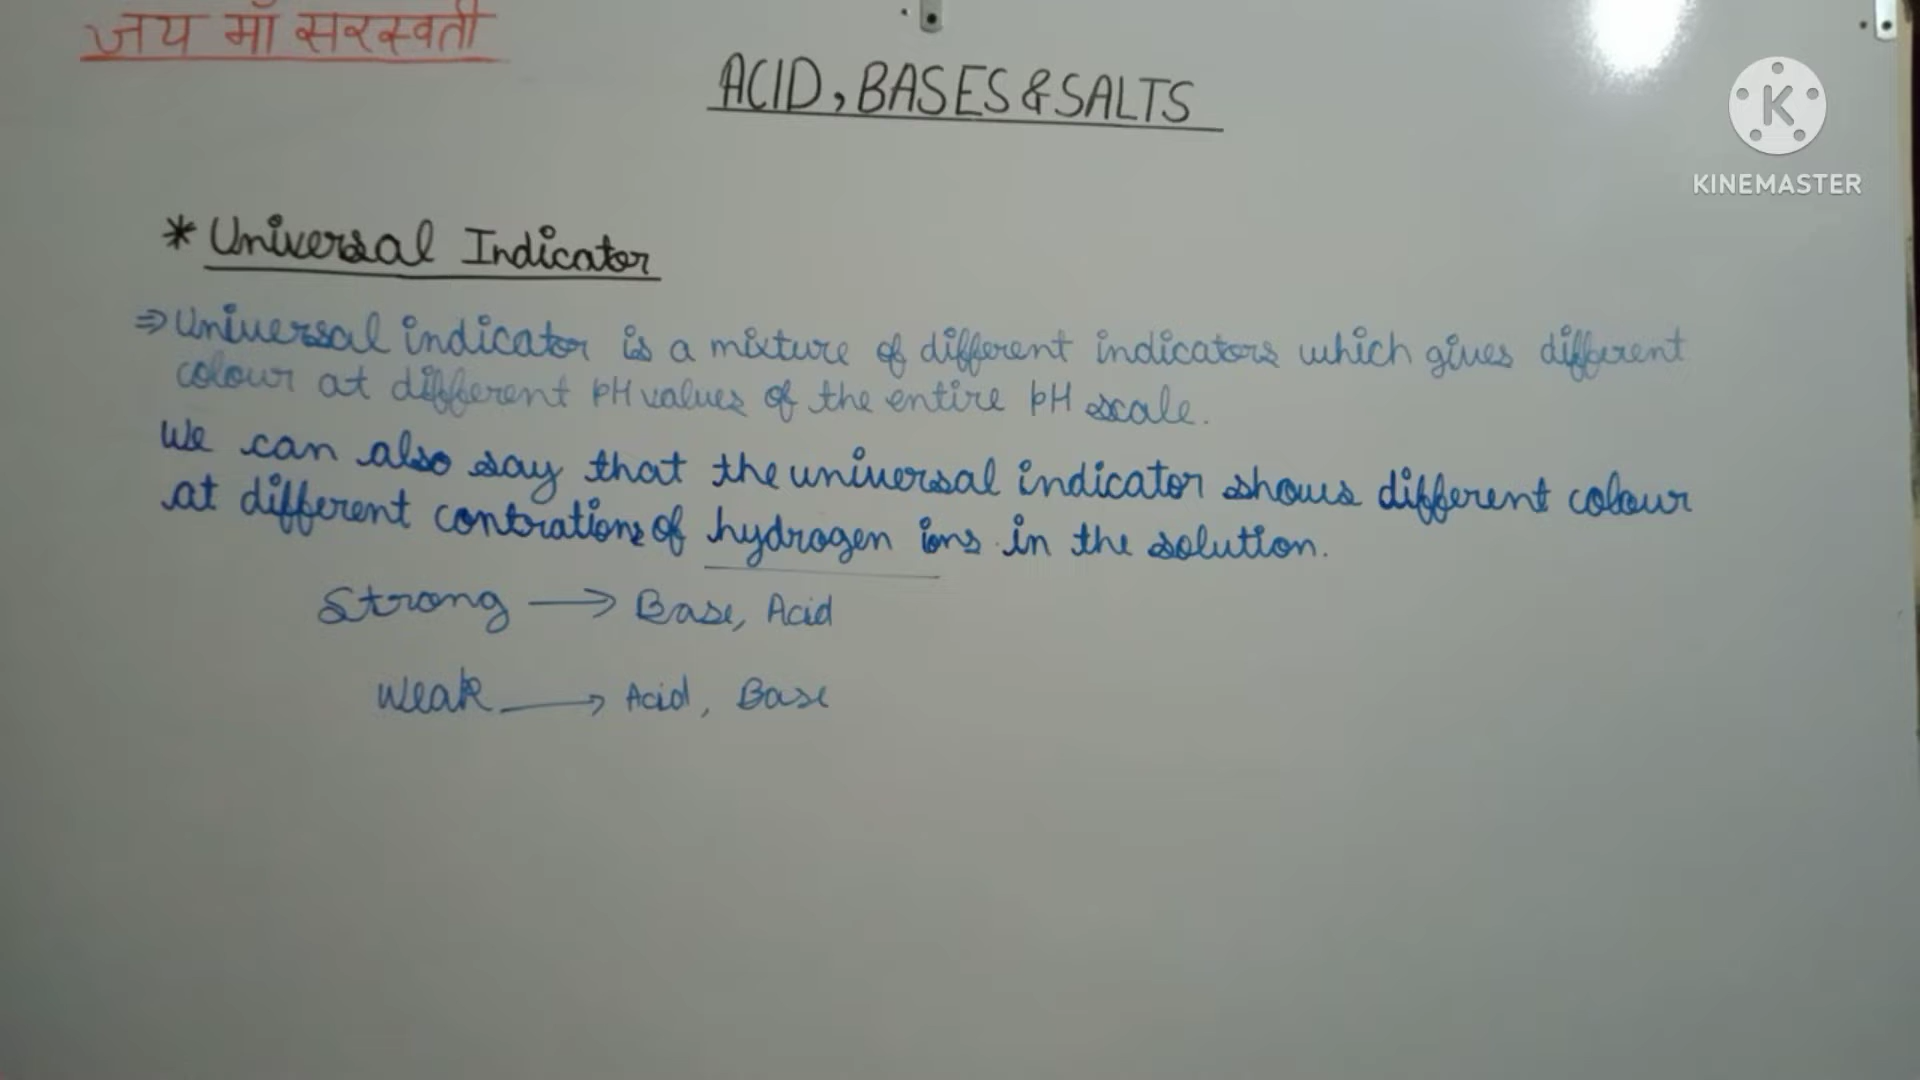 जय माँ सरस्वती
ACID, BASES & SALTS
K
KINEMASTER
* Universal Indicator
⇒ Universal indicator is a mixture of different indicators which gives different
colour at different pH values of the entire pH scale.
We can also say that the universal indicator shows different colour
at different contrations of hydrogen ions in the solution.
Strong → Base, Acid
Weak → Acid, Base